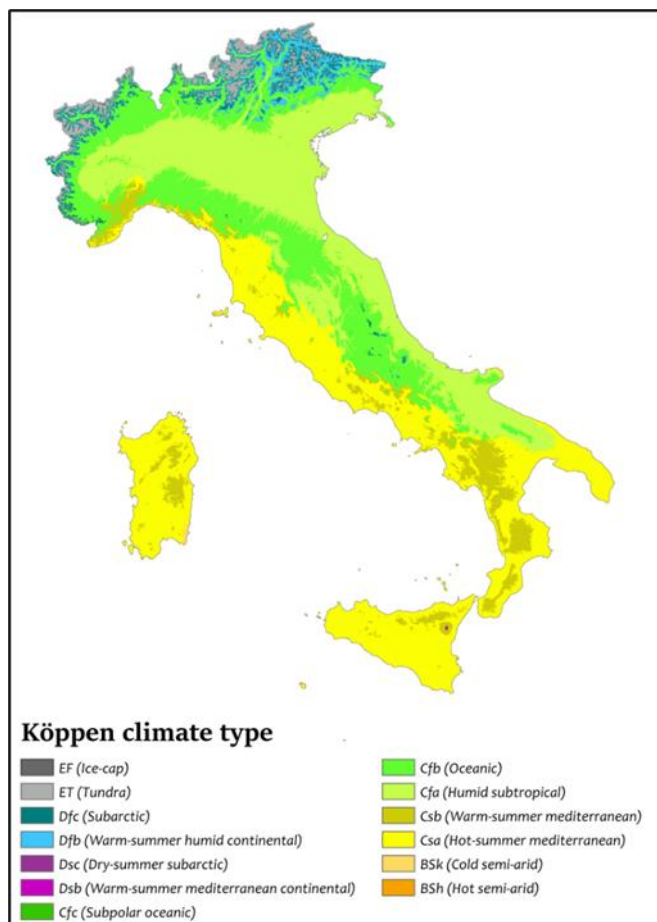 Köppen climate type
EF (Ice-cap)
ET (Tundra)
Dfc (Subarctic)
Dfb (Warm-summer humid continental)
Dsc (Dry-summer subarctic)
Dsb (Warm-summer mediterranean continental)
Cfc (Subpolar oceanic)
Cfb (Oceanic)
Cfa (Humid subtropical)
Csb (Warm-summer mediterranean)
Csa (Hot-summer mediterranean)
BSk (Cold semi-arid)
BSh (Hot semi-arid)